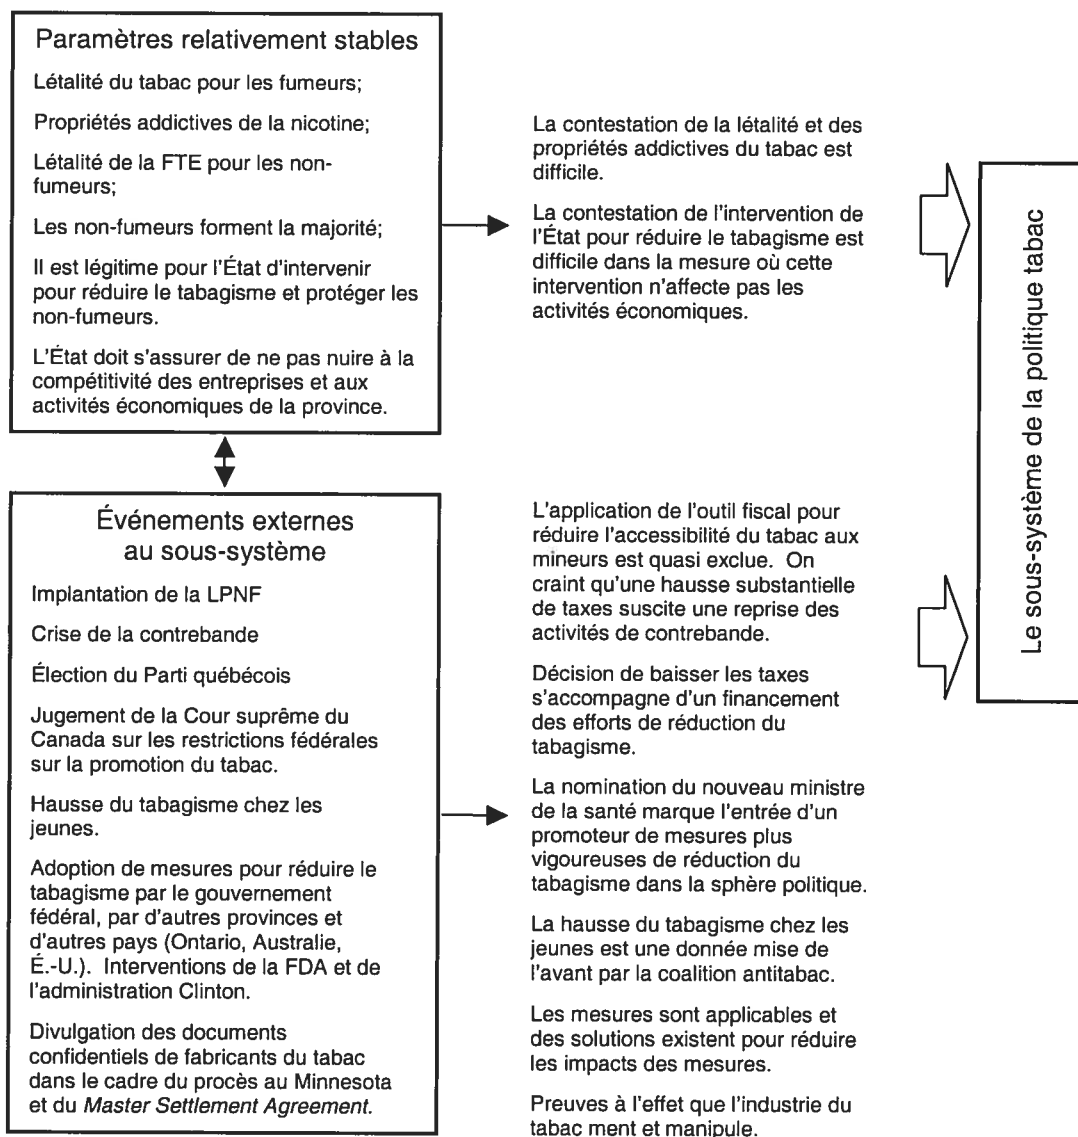 Paramètres relativement stables
Létalité du tabac pour les fumeurs;
Propriétés addictives de la nicotine;
Létalité de la FTE pour les non-
fumeurs;
Les non-fumeurs forment la majorité;
Il est légitime pour l'État d'intervenir
pour réduire le tabagisme et protéger les
non-fumeurs.
L'État doit s'assurer de ne pas nuire à la
compétitivité des entreprises et aux
activités économiques de la province.
La contestation de la létalité et des
propriétés addictives du tabac est
difficile.
La contestation de l'intervention de
l'État pour réduire le tabagisme est
difficile dans la mesure où cette
intervention n'affecte pas les
activités économiques.
Événements externes
au sous-système
Implantation de la LPNF
Crise de la contrebande
Élection du Parti québécois
Jugement de la Cour suprême du
Canada sur les restrictions fédérales
sur la promotion du tabac.
Hausse du tabagisme chez les
jeunes.
Adoption de mesures pour réduire le
tabagisme par le gouvernement
fédéral, par d'autres provinces et
d'autres pays (Ontario, Australie,
É.-U.).  Interventions de la FDA et de
l'administration Clinton.
Divulgation des documents
confidentiels de fabricants du tabac
dans le cadre du procès au Minnesota
et du Master Settlement Agreement.
L'application de l'outil fiscal pour
réduire l'accessibilité du tabac aux
mineurs est quasi exclue.  On
craint qu'une hausse substantielle
de taxes suscite une reprise des
activités de contrebande.
Décision de baisser les taxes
s'accompagne d'un financement
des efforts de réduction du
tabagisme.
La nomination du nouveau ministre
de la santé marque l'entrée d'un
promoteur de mesures plus
vigoureuses de réduction du
tabagisme dans la sphère politique.
La hausse du tabagisme chez les
jeunes est une donnée mise de
l'avant par la coalition antitabac.
Les mesures sont applicables et
des solutions existent pour réduire
les impacts des mesures.
Preuves à l'effet que l'industrie du
tabac ment et manipule.
Le sous-système de la politique tabac